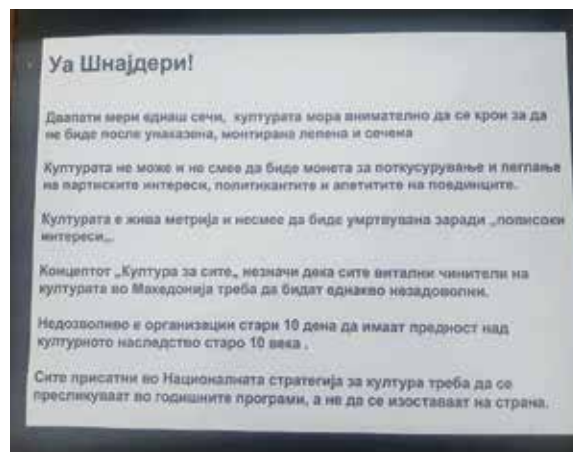 Уа Шнајдери!
Двапати мери еднаш сечи, културата мора внимателно да се крои за да
не биде после унаказена, монтирана лепена и сечена
Културата не може и не смее да биде монета за поткусурување и пеглање
на партиските интереси, политикантите и апетитите на поединците.
Културата е жива метрија и несмее да биде умртвувана заради „повисоки
интереси„.
Концептот „Култура за сите„ незначи дека сите витални чинители на
културата во Македонија треба да бидат еднакво незадоволни.
Недозволиво е организации стари 10 дена да имаат предност над
културното наследство старо 10 века .
Сите присатни во Националната стратегија за култура треба да се
пресликуваат во годишните програми, а не да се изоставаат на страна.